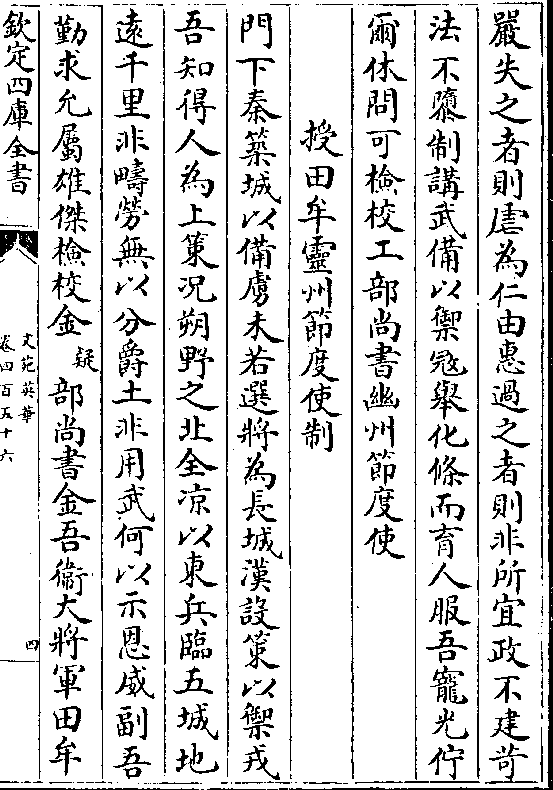 嚴失之者則虐為仁由惠過之者則非所宜政不建苛
法不隳制講武備以禦冦舉化條而育人服吾寵光佇
爾休問可檢校工部尚書幽州節度使
授田牟靈州節度使制
門下秦築城以備虜未若選將為長城漢設策以禦戎
吾知得人為上策况朔野之北全凉以東兵臨五城地
逺千里非疇勞無以分爵土非用武何以示恩威副吾
勤求允屬雄傑檢校金疑部尚書金吾衛大將軍田牟
欽定四庫全書
文苑英華
卷四百五十六
四